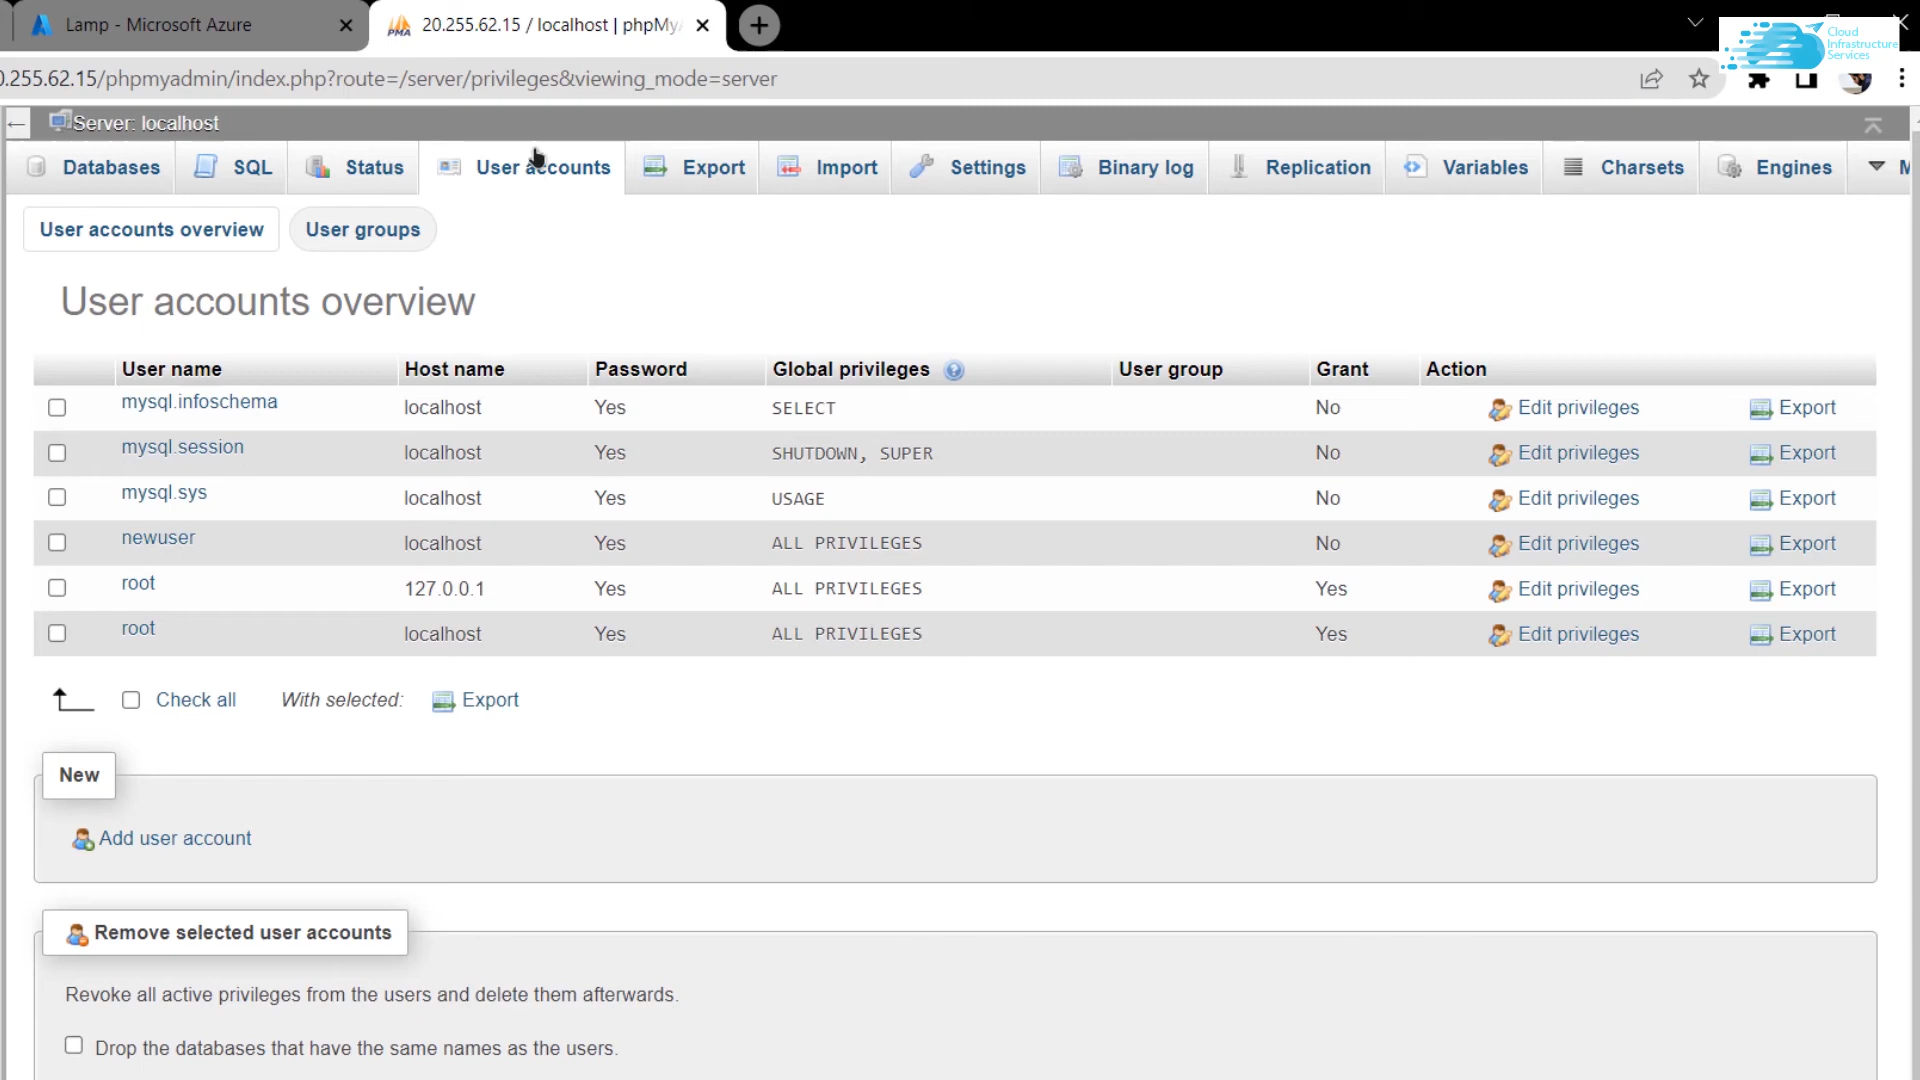 Lamp - Microsoft Azure
20.255.62.15 / localhost | phpMy
Cloud
Infrastructure
Services
.255.62.15/phpmyadmin/index.php?route=/server/privileges&viewing_mode=server
Server: localhost
Databases SQL Status User accounts Export Import Settings Binary log Replication Variables Charsets Engines M
User accounts overview User groups
User accounts overview
User name Host name Password Global privileges User group Grant Action
mysql.infoschema localhost Yes SELECT No Edit privileges Export
mysql.session localhost Yes SHUTDOWN, SUPER No Edit privileges Export
mysql.sys localhost Yes USAGE No Edit privileges Export
newuser localhost Yes ALL PRIVILEGES No Edit privileges Export
root 127.0.0.1 Yes ALL PRIVILEGES Yes Edit privileges Export
root localhost Yes ALL PRIVILEGES Yes Edit privileges Export
Check all With selected: Export
New
Add user account
Remove selected user accounts
Revoke all active privileges from the users and delete them afterwards.
Drop the databases that have the same names as the users.